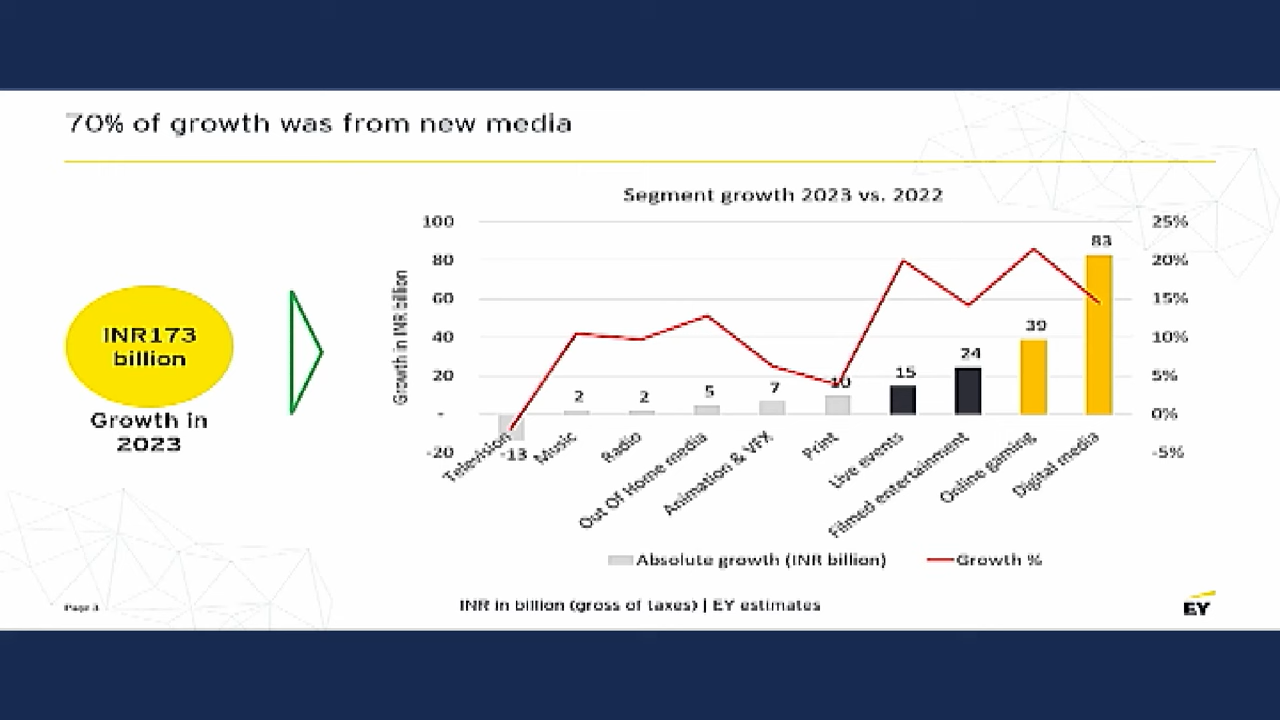 70% of growth was from new media
Segment growth 2023 vs. 2022
INR173
billion
Growth in
2023
Growth in INR billion
100
80
60
40
20
-
-20
25%
20%
15%
10%
5%
0%
-5%
-13
2
2
5
7
10
15
24
39
83
Television
Music
Radio
Out Of Home media
Animation & VFX
Print
Live events
Filmed entertainment
Online gaming
Digital media
Absolute growth (INR billion)
Growth %
Page
INR in billion (gross of taxes) | EY estimates
EY